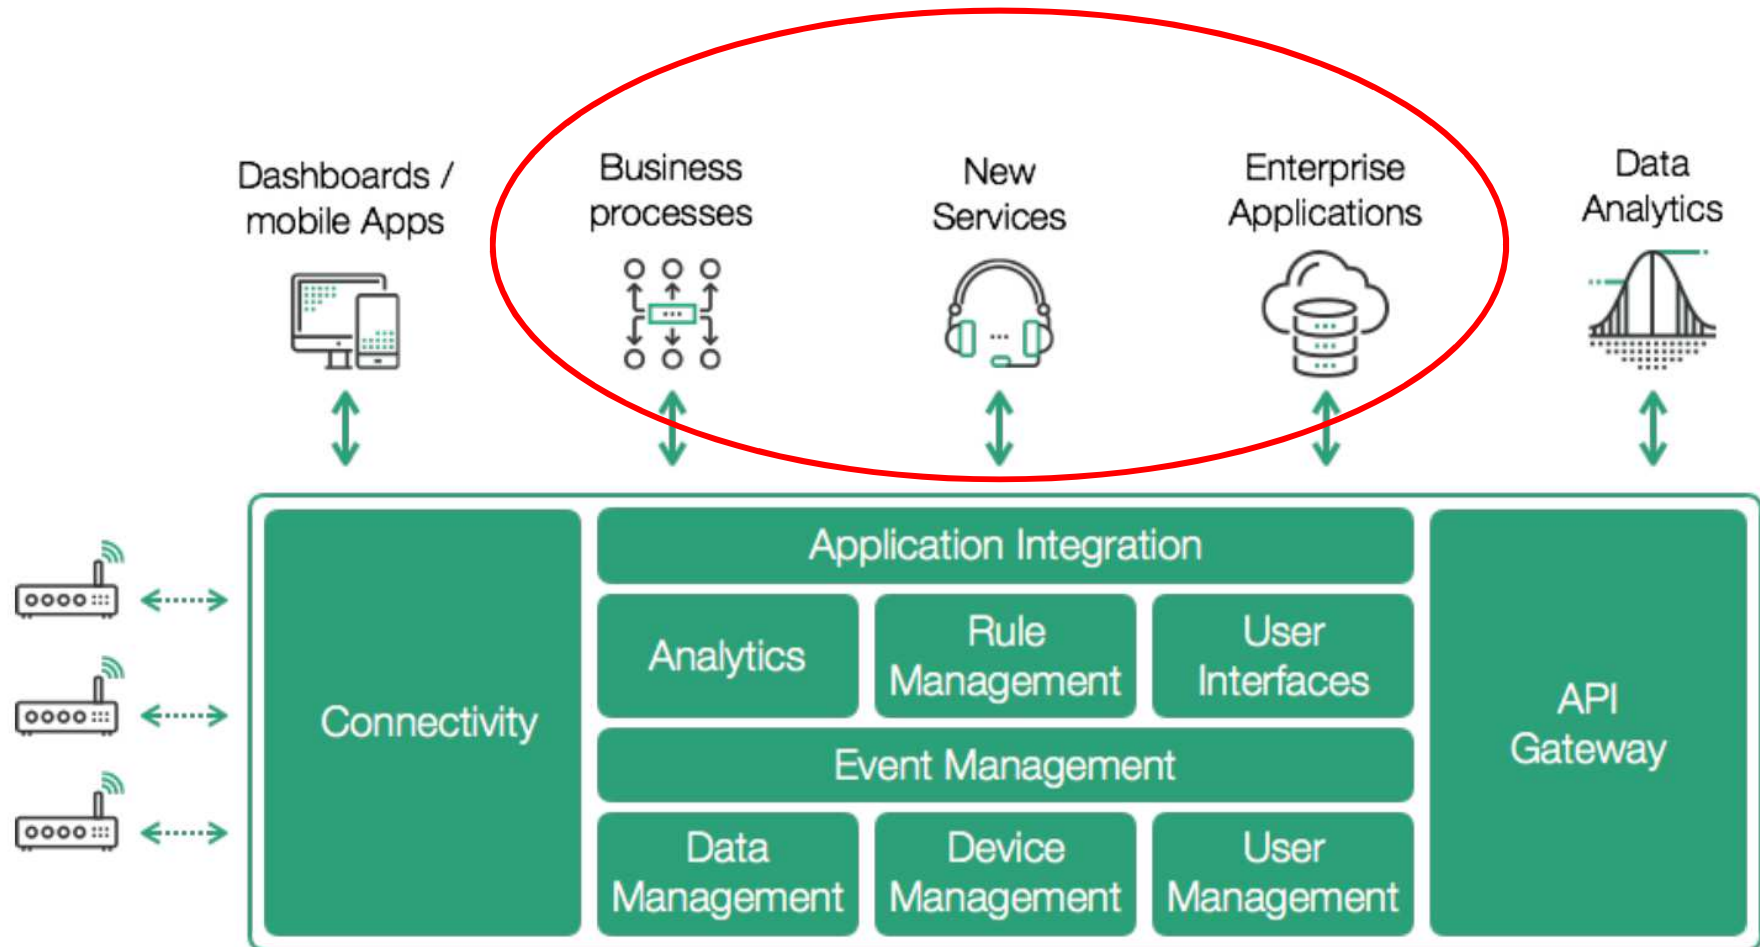 Dashboards /
mobile Apps
Business
processes
New
Services
Enterprise
Applications
Data
Analytics
Connectivity
Application Integration
Analytics
Rule
Management
User
Interfaces
Event Management
Data
Management
Device
Management
User
Management
API
Gateway